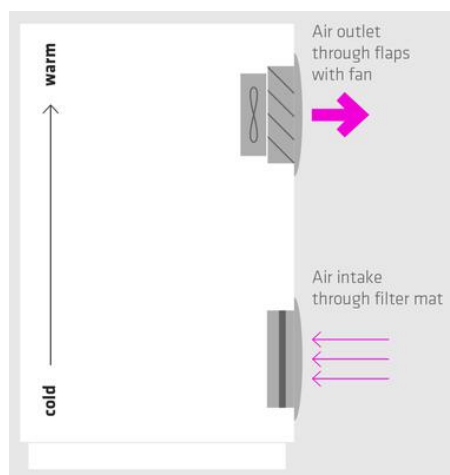 warm
Air outlet
through flaps
with fan
Air intake
through filter mat
cold